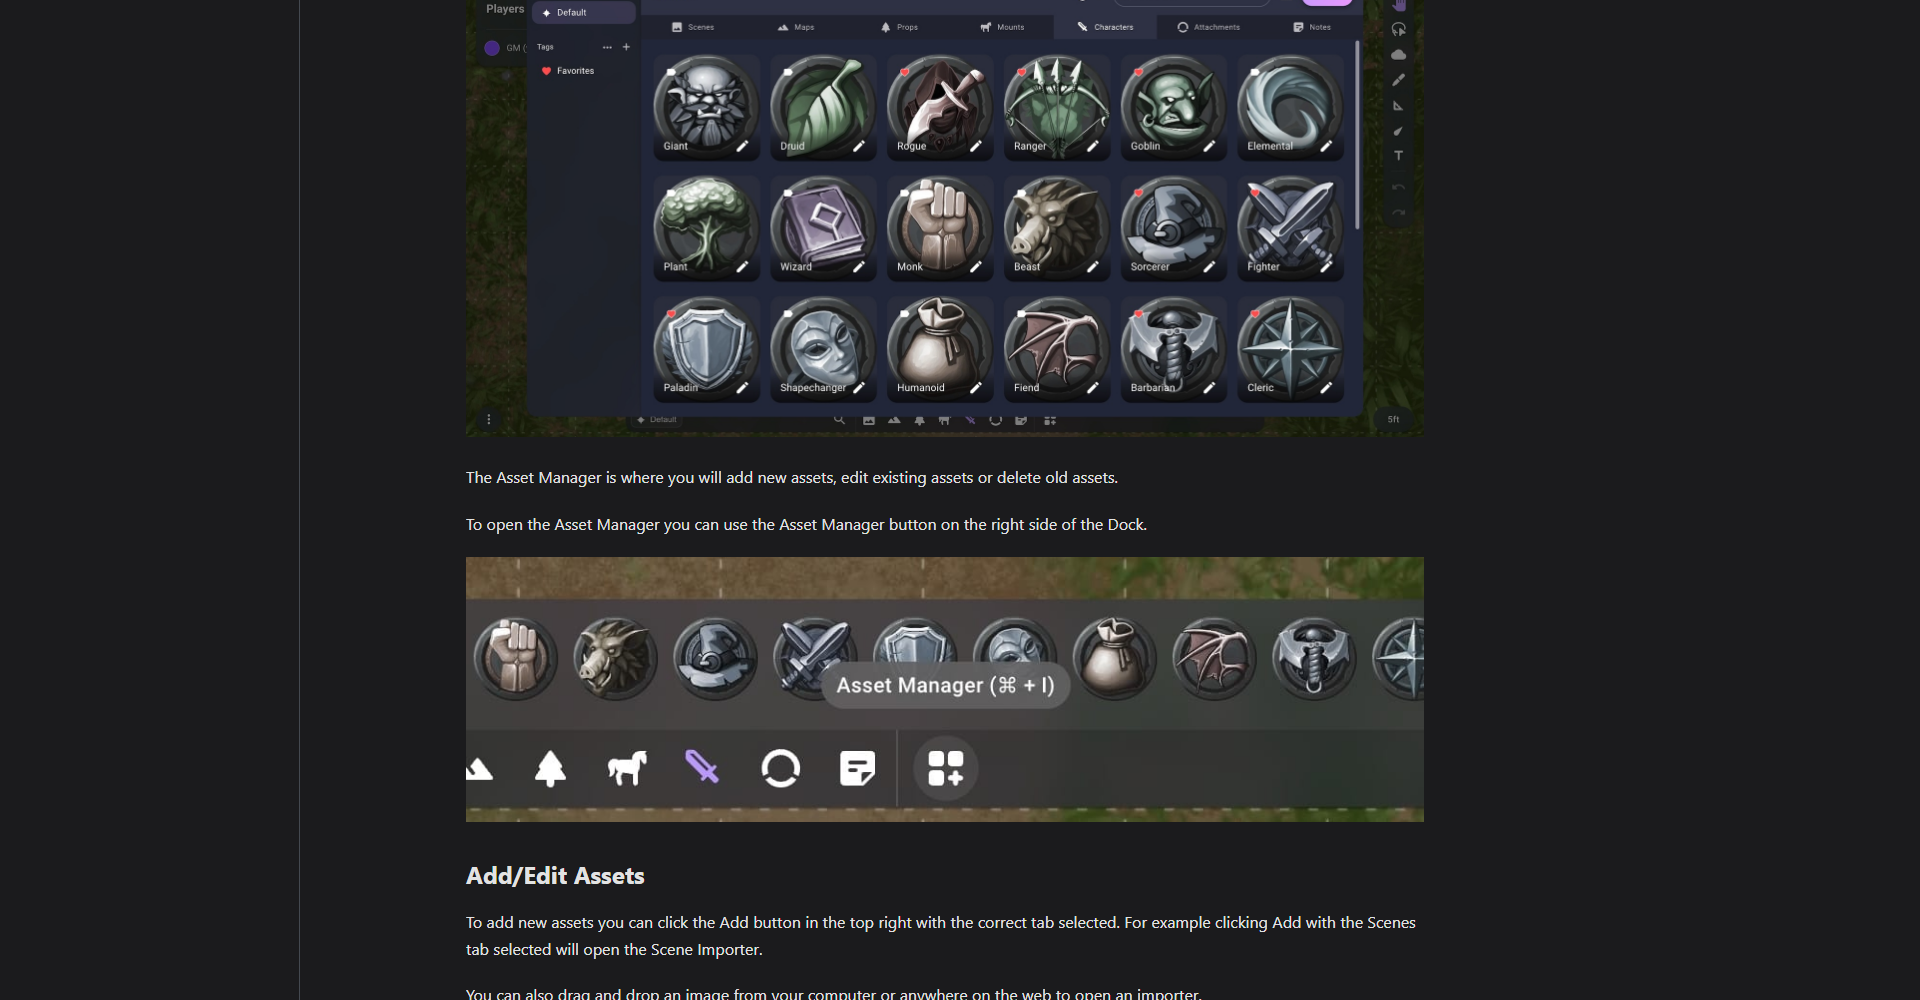 Players
Default
GM (
Tags
Favorites
Scenes
Maps
Props
Mounts
Characters
Attachments
Notes
Giant
Druid
Rogue
Ranger
Goblin
Elemental
Plant
Wizard
Monk
Beast
Sorcerer
Fighter
Paladin
Shapechanger
Humanoid
Fiend
Barbarian
Cleric
Default
5ft
The Asset Manager is where you will add new assets, edit existing assets or delete old assets.
To open the Asset Manager you can use the Asset Manager button on the right side of the Dock.
Asset Manager (⌘ + I)
Add/Edit Assets
To add new assets you can click the Add button in the top right with the correct tab selected. For example clicking Add with the Scenes
tab selected will open the Scene Importer.
You can also drag and drop an image from your computer or anywhere on the web to open an importer.